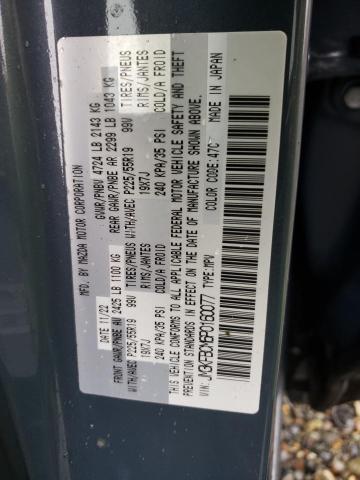 MFD. BY MAZDA MOTOR CORPORATION
DATE: 11/22 GVWR/PNBV 4724 LB 2143 KG
FRONT GAWR/PNBE AV 2425 LB 1100 KG REAR GAWR/PNBE AR 2299 LB 1043 KG
WITH/AVEC P225/55R19 99V TIRES/PNEUS WITH/AVEC P225/55R19 99V TIRES/PNEUS
19X7J RIMS/JANTES 19X7J RIMS/JANTES
240 KPA/35 PSI COLD/A FROID 240 KPA/35 PSI COLD/A FROID
THIS VEHICLE CONFORMS TO ALL APPLICABLE FEDERAL MOTOR VEHICLE SAFETY AND THEFT
PREVENTION STANDARDS IN EFFECT ON THE DATE OF MANUFACTURE SHOWN ABOVE.
TYPE:MPV. COLOR CODE:47C MADE IN JAPAN